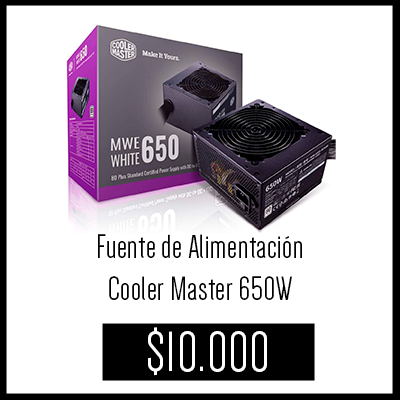 COOLER MASTER
Make It Yours.
MWE
WHITE 650
650W
Fuente de Alimentación
Cooler Master 650W
$10.000